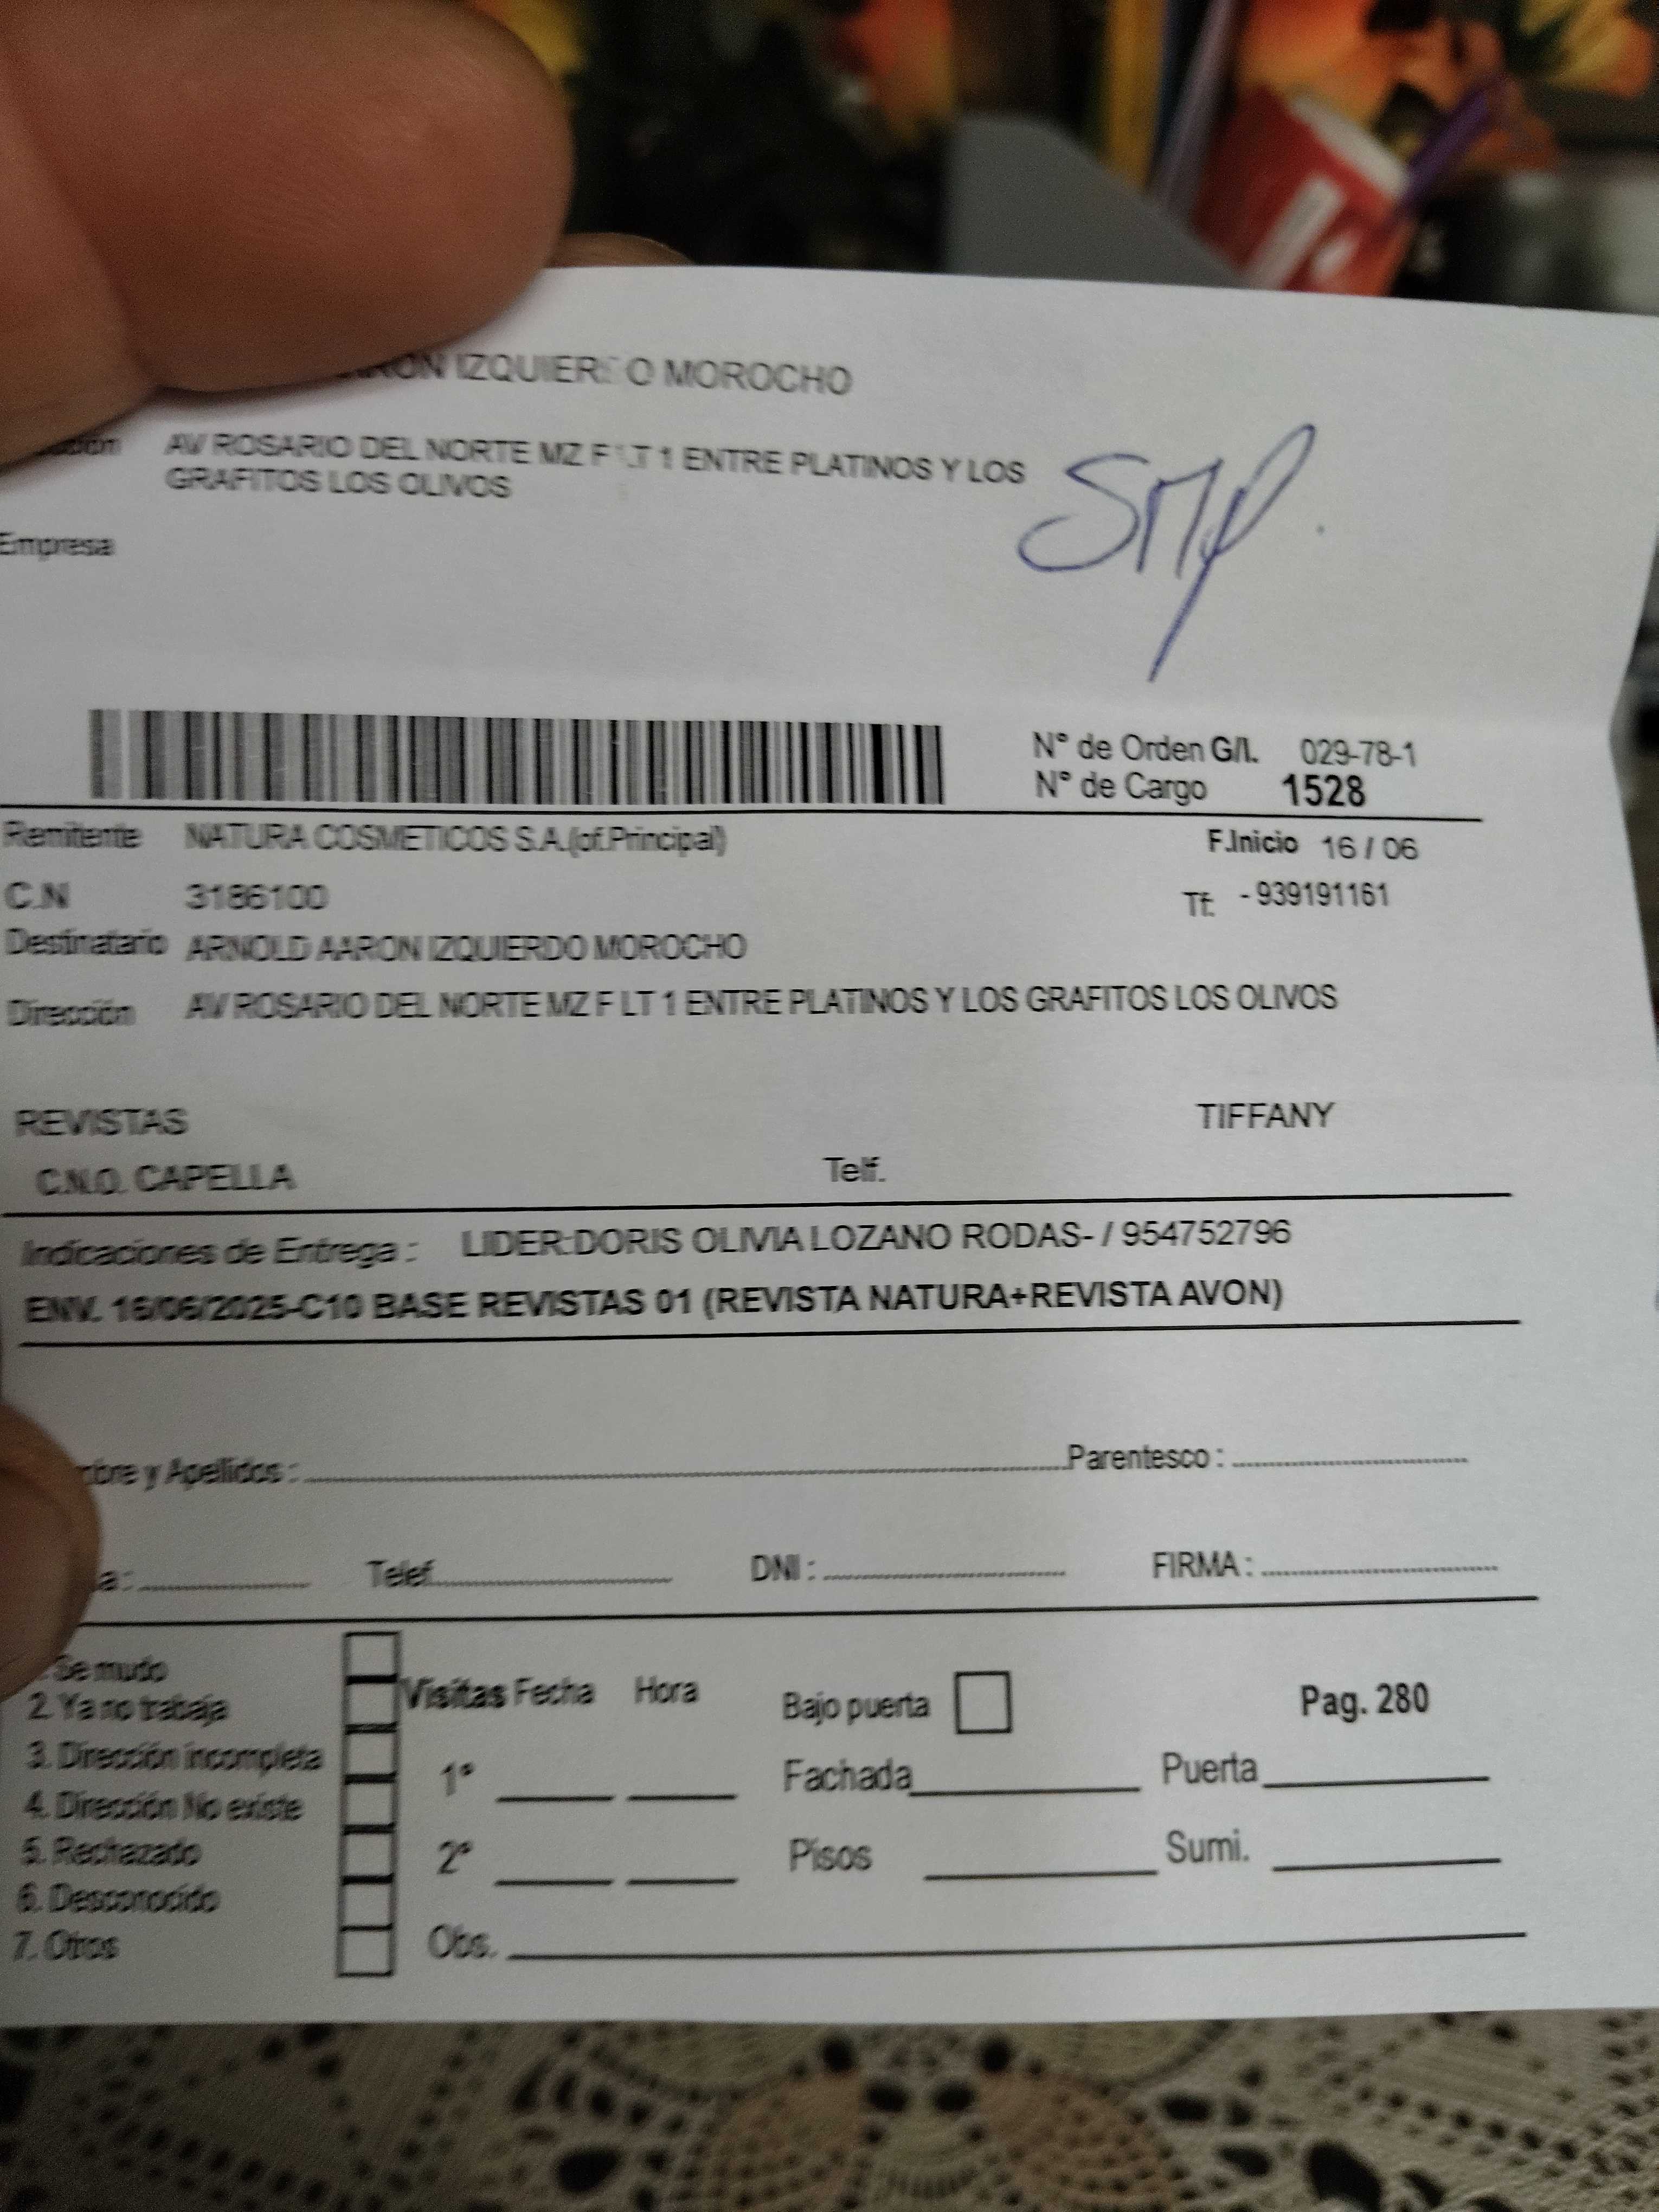 IZQUIER O MOROCHO
AV ROSARIO DEL NORTE MZ F LT 1 ENTRE PLATINOS Y LOS
GRAFITOS LOS OLIVOS
SMP.
Empresa
N° de Orden G/I. 029-78-1
N° de Cargo 1528
Remitente NATURA COSMETICOS S.A.(of.Principal) F.Inicio 16 / 06
C.N 3186100 Tf: - 939191161
Destinatario ARNOLD AARON IZQUIERDO MOROCHO
Dirección AV ROSARIO DEL NORTE MZ F LT 1 ENTRE PLATINOS Y LOS GRAFITOS LOS OLIVOS
REVISTAS TIFFANY
C.N.O. CAPELLA Telf.
Indicaciones de Entrega : LIDER:DORIS OLIVIA LOZANO RODAS- / 954752796
ENV. 16/06/2025-C10 BASE REVISTAS 01 (REVISTA NATURA+REVISTA AVON)
y Apellidos : Parentesco :
Telef. DNI : FIRMA :
Se mudo
2. Ya no trabaja
3. Dirección incompleta
4. Dirección No existe
5. Rechazado
6. Desconocido
7. Otros
Visitas Fecha Hora Bajo puerta Pag. 280
1° Fachada Puerta
2° Pisos Sumi.
Obs.